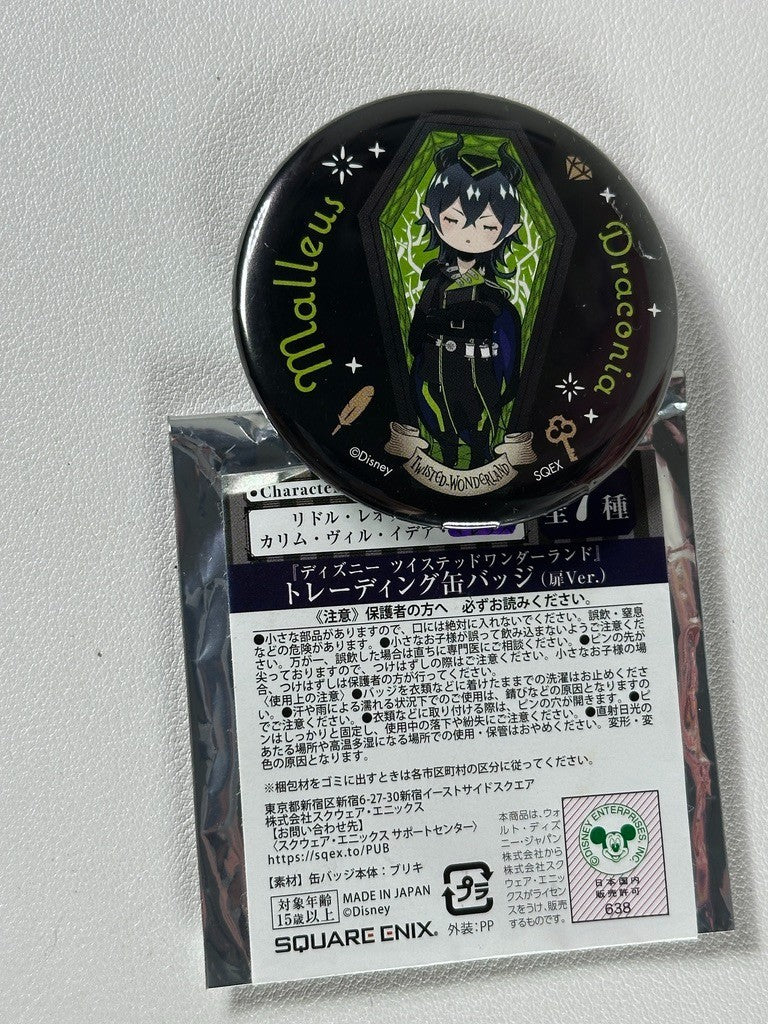 Malleus
Draconia
©Disney
TWISTED-WONDERLAND
SQEX
•Characte
リドル・レオ
カリム・ヴィル・イデア
全7種
『ディズニー ツイステッドワンダーランド』
トレーディング缶バッジ(扉Ver.)
《注意》保護者の方へ 必ずお読みください。
●小さな部品がありますので、口には絶対に入れないでください。誤飲・窒息
などの危険があります。●小さなお子様が誤って飲み込まないようご注意くださ
い。万が一、誤飲した場合は直ちに専門医にご相談ください。●ピンの先が
尖っておりますので、つけはずしの際はご注意ください。小さなお子様の場
合、つけはずしは保護者の方が行ってください。
〈使用上の注意〉●バッジを衣類などに着けたままでの洗濯はお止めくださ
い。●汗や雨による濡れる状況下でのご使用は、錆びなどの原因となりますの
でご注意ください。●衣類などに取り付ける際は、ピンの穴が開きます。●ピ
ンはしっかりと固定し、使用中の落下や紛失にご注意ください。●直射日光の
あたる場所や高温多湿になる場所での使用・保管はおやめください。変形・変
色の原因となります。
※梱包材をゴミに出すときは各市区町村の区分に従ってください。
東京都新宿区新宿6-27-30新宿イーストサイドスクエア
株式会社スクウェア・エニックス
【お問い合わせ先】
〈スクウェア・エニックス サポートセンター〉
https://sqex.to/PUB
【素材】缶バッジ本体:ブリキ
対象年齢
15歳以上
MADE IN JAPAN
©Disney
SQUARE ENIX®
プラ
外装:PP
本商品は、ウォ
ルト・ディズ
ニー・ジャパン
株式会社から
株式会社スク
ウェア・エニッ
クスがライセン
スをうけ、販売
するものです。
©DISNEY ENTERPRISES INC
日本国内
販売許可
638